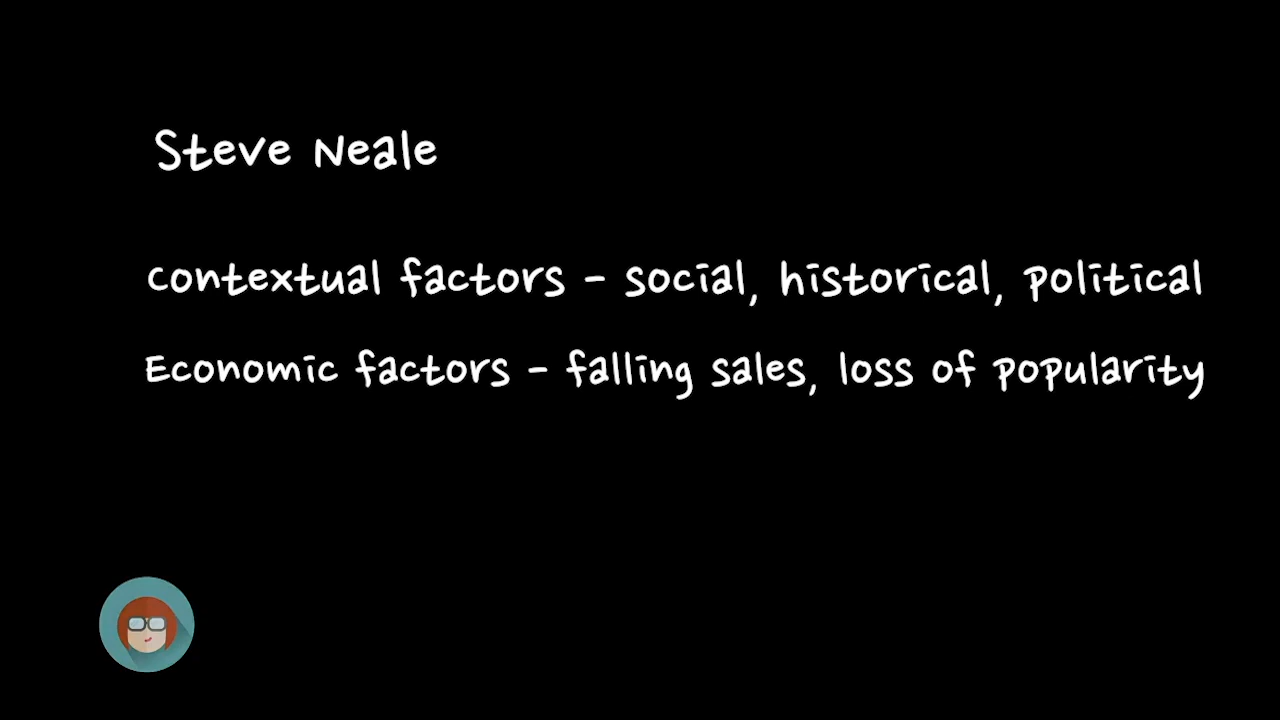 Steve Neale
Contextual factors - social, historical, political
Economic factors - falling sales, loss of popularity